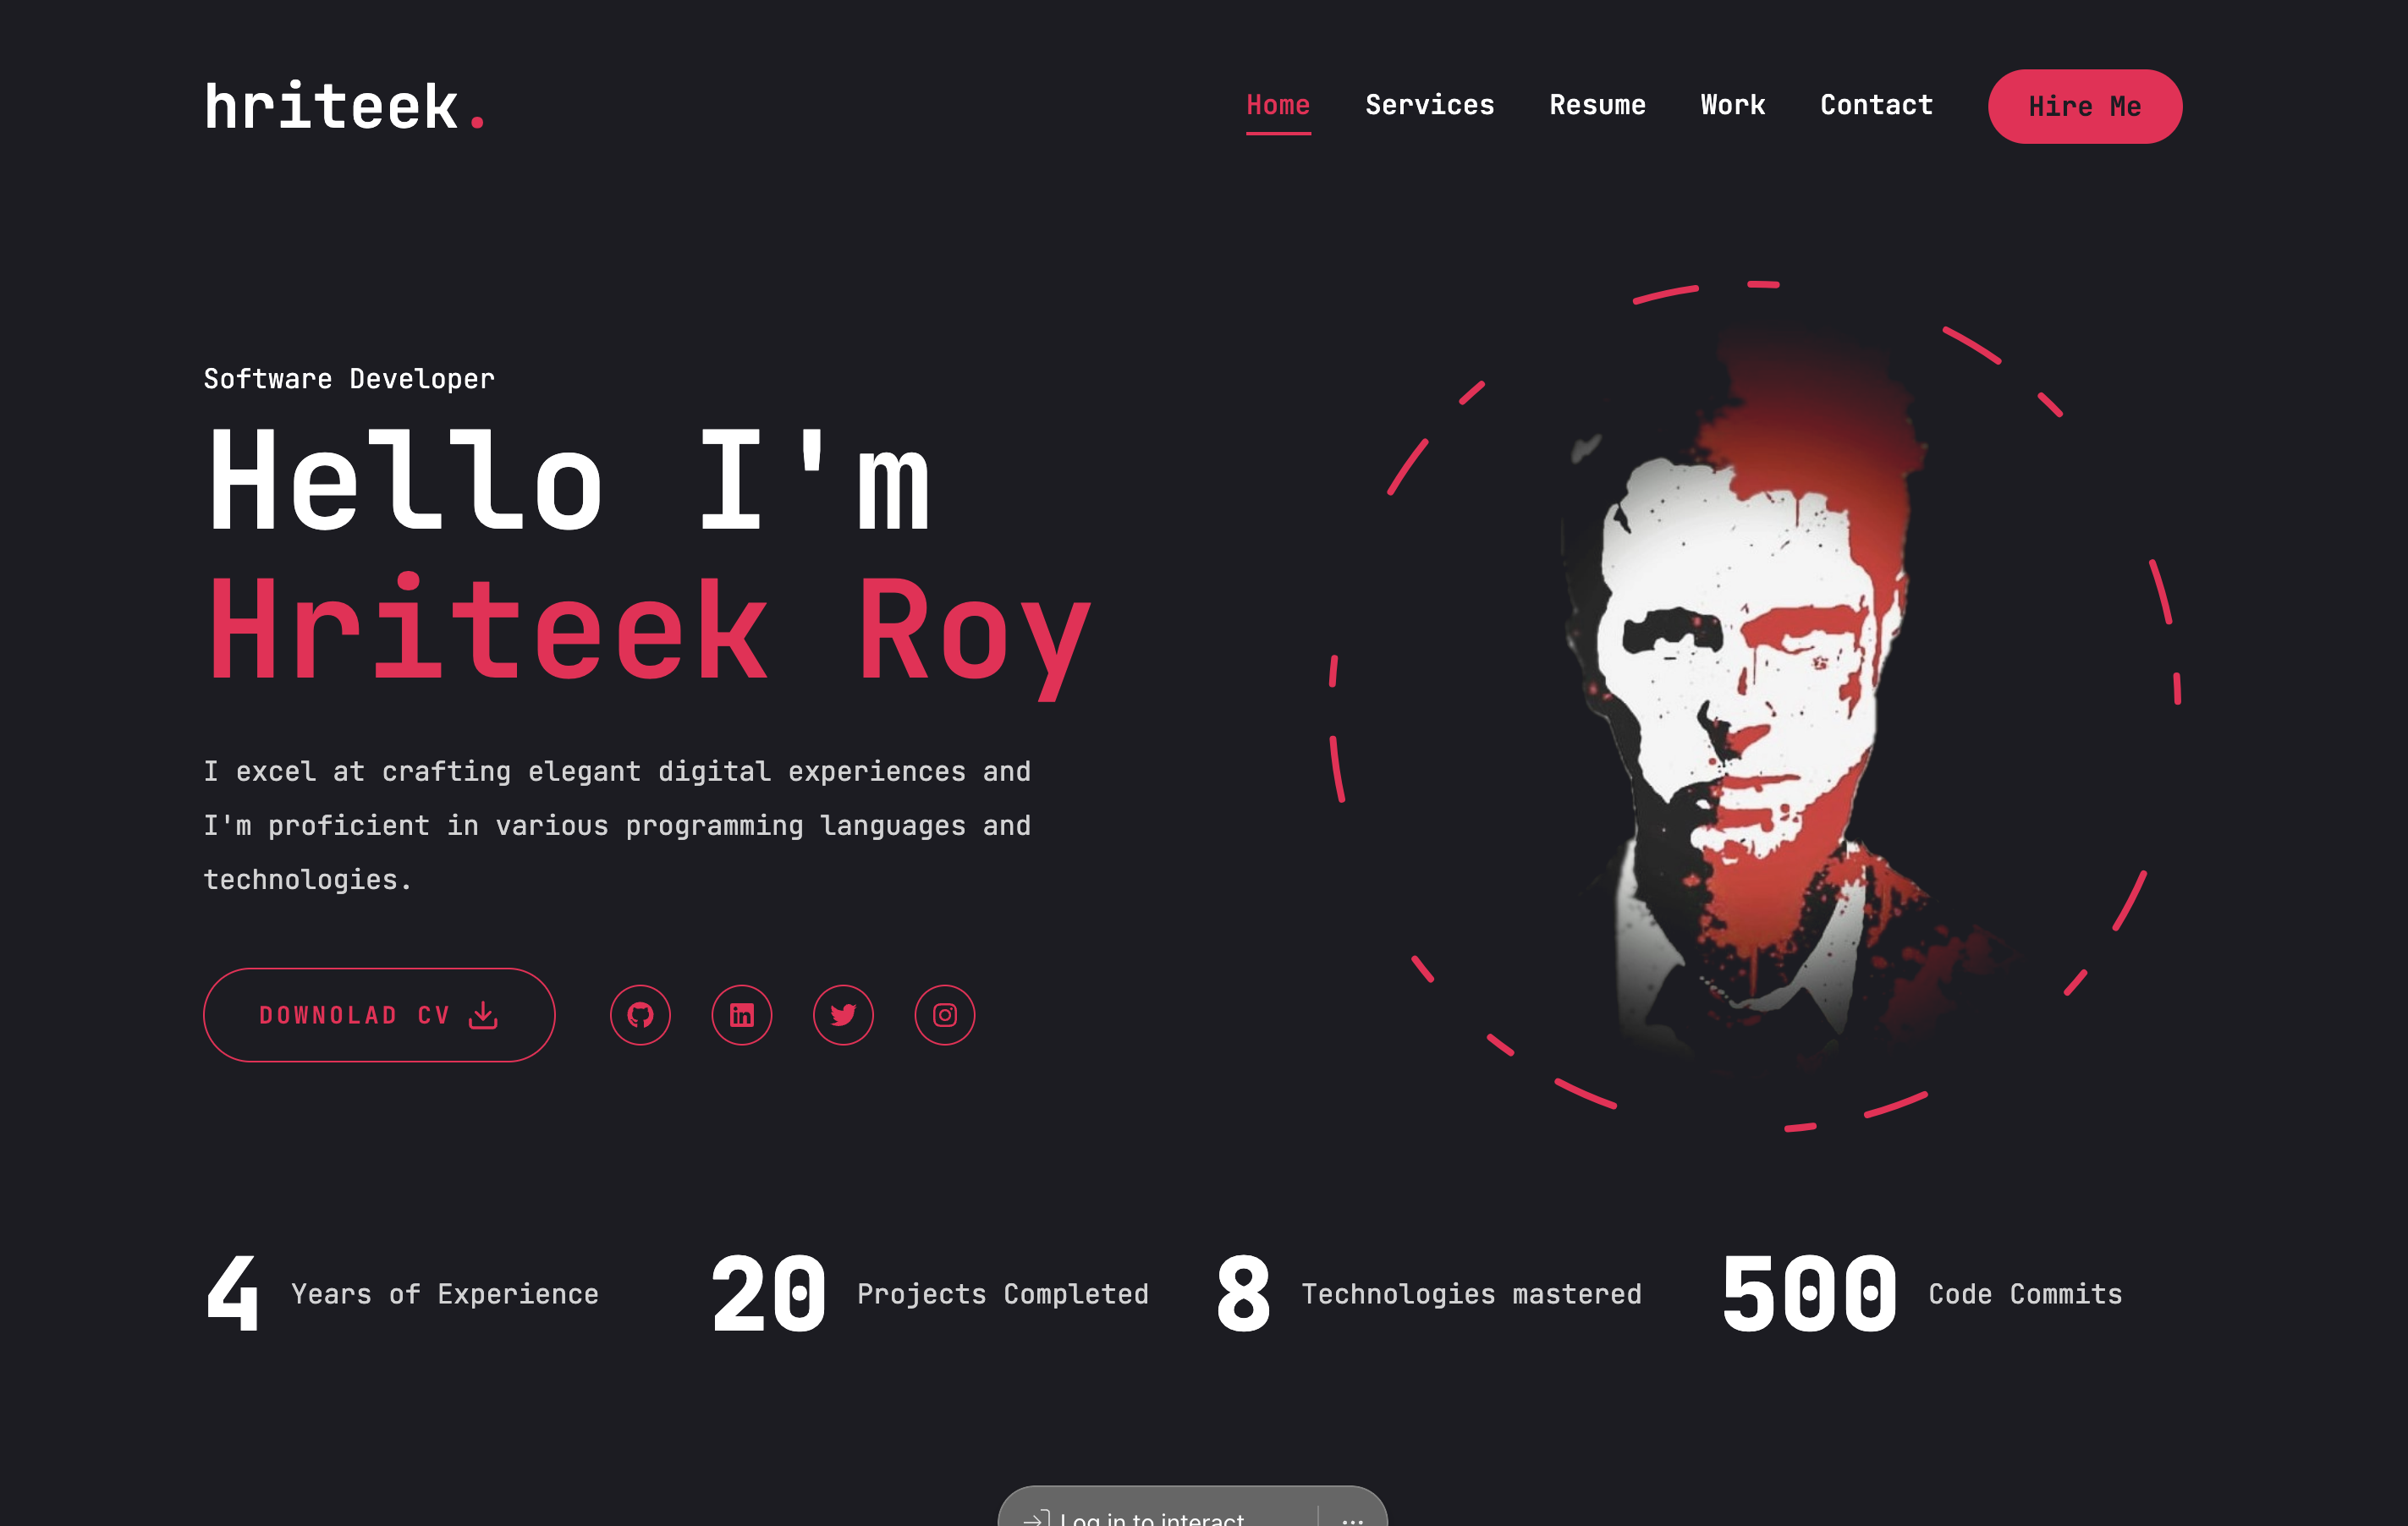 hriteek.
Home Services Resume Work Contact Hire Me
Software Developer
Hello I'm
Hriteek Roy
I excel at crafting elegant digital experiences and
I'm proficient in various programming languages and
technologies.
DOWNOLAD CV
4 Years of Experience 20 Projects Completed 8 Technologies mastered 500 Code Commits
Log in to interact